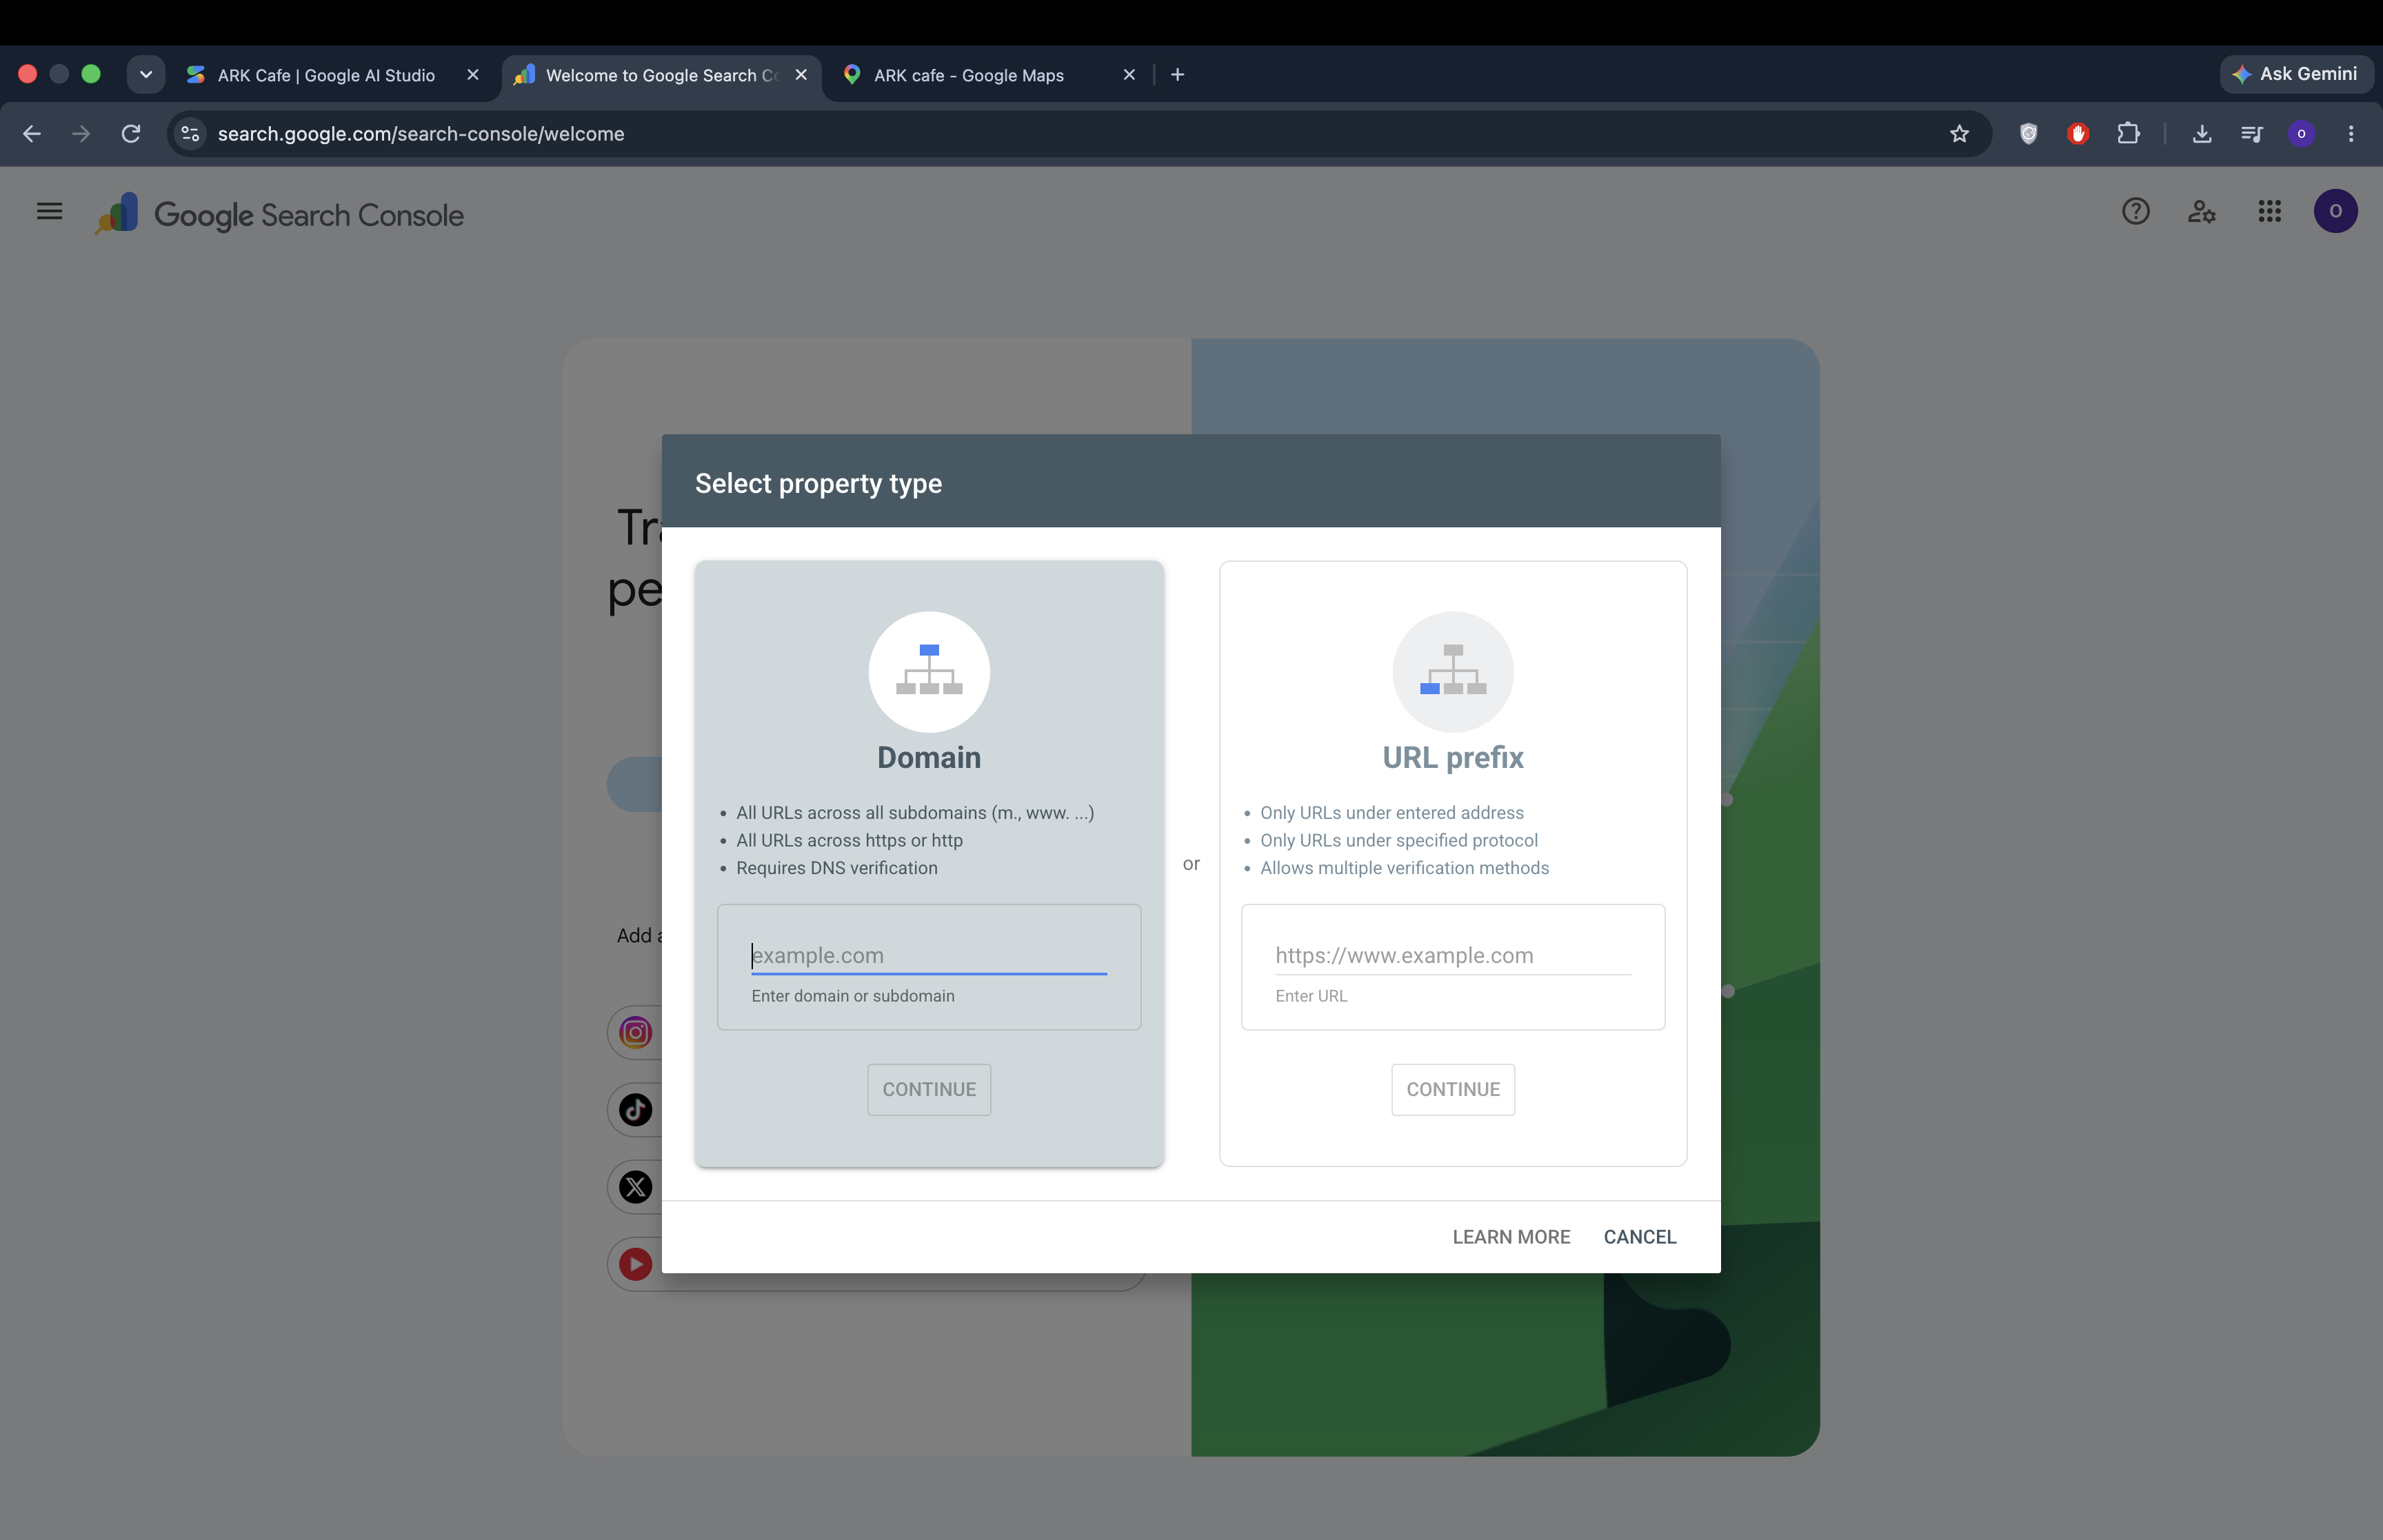 ARK Cafe | Google AI Studio
Welcome to Google Search Co
ARK cafe - Google Maps
Ask Gemini
search.google.com/search-console/welcome
o
Google Search Console
O
Tra
pe
Add a
Select property type
Domain
All URLs across all subdomains (m., www. ...)
All URLs across https or http
Requires DNS verification
example.com
Enter domain or subdomain
CONTINUE
or
URL prefix
Only URLs under entered address
Only URLs under specified protocol
Allows multiple verification methods
https://www.example.com
Enter URL
CONTINUE
LEARN MORE
CANCEL